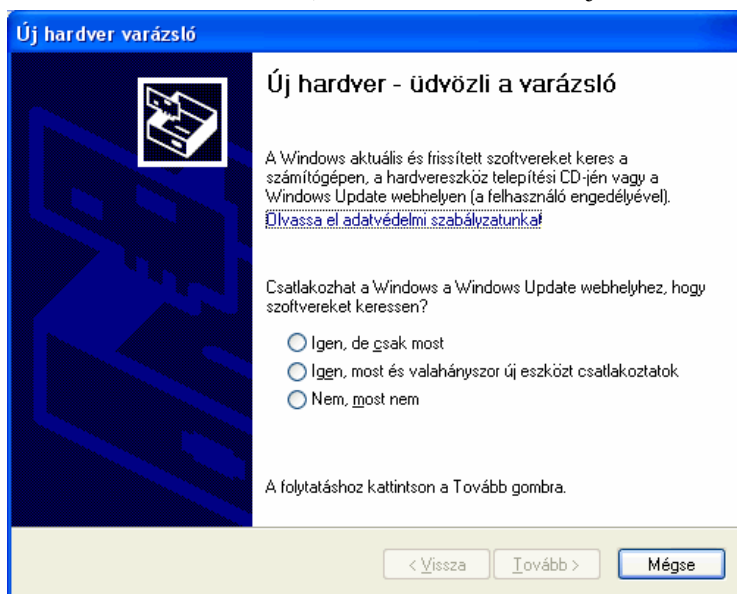 Új hardver varázsló
Új hardver - üdvözli a varázsló
A Windows aktuális és frissített szoftvereket keres a
számítógépen, a hardvereszköz telepítési CD-jén vagy a
Windows Update webhelyen (a felhasználó engedélyével).
Olvassa el adatvédelmi szabályzatunkat
Csatlakozhat a Windows a Windows Update webhelyhez, hogy
szoftvereket keressen?
Igen, de csak most
Igen, most és valahányszor új eszközt csatlakoztatok
Nem, most nem
A folytatáshoz kattintson a Tovább gombra.
< Vissza Tovább > Mégse